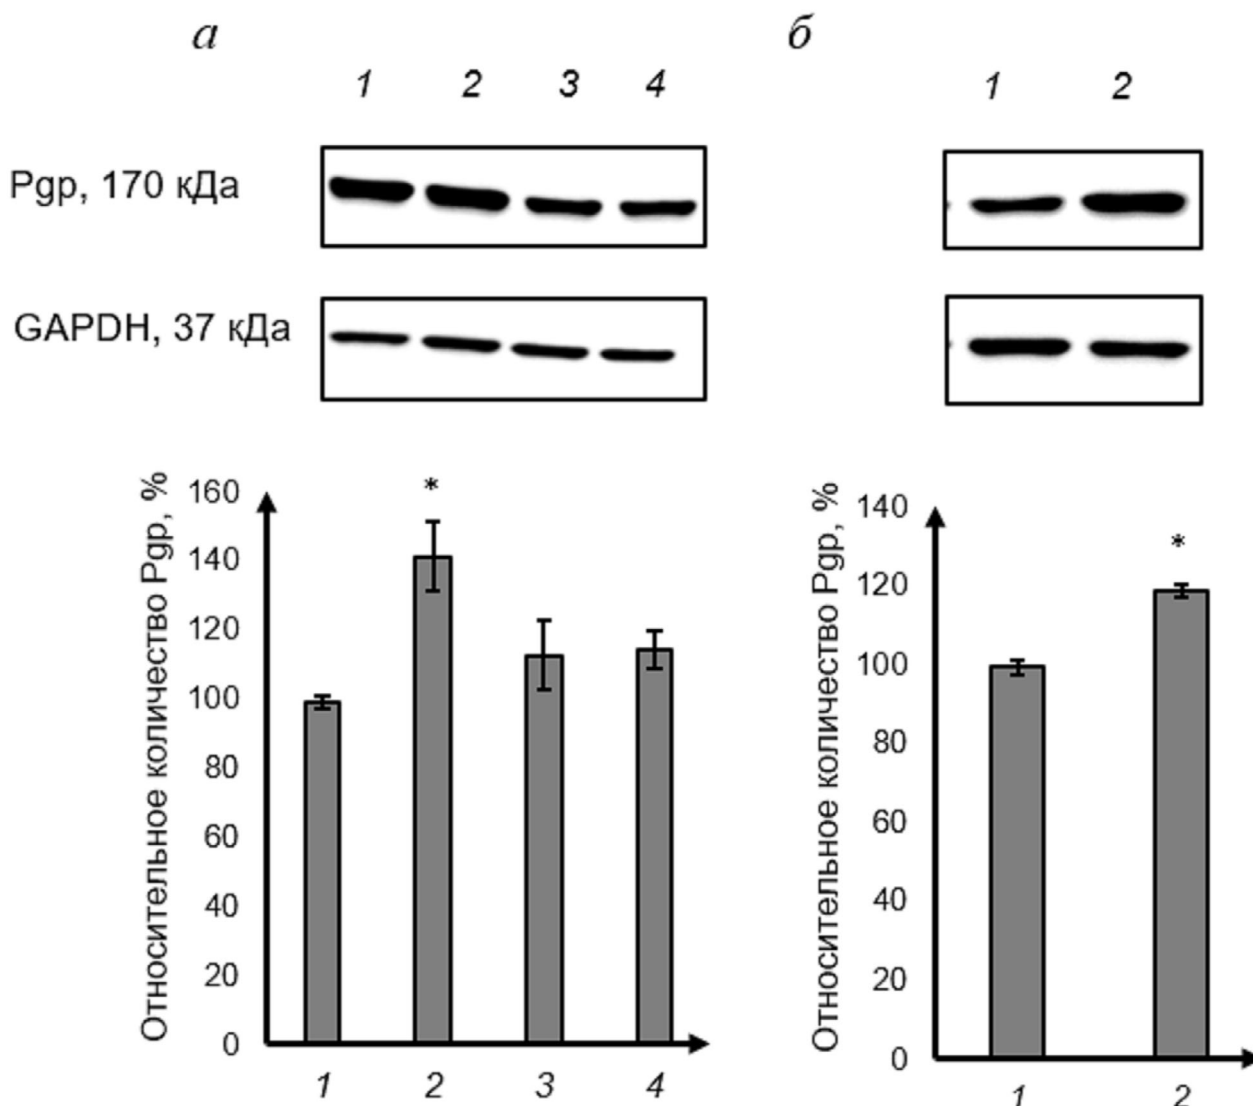 а б
1 2 3 4 1 2
Pgp, 170 кДа
GAPDH, 37 кДа
Относительное количество Pgp, %
160
140
120
100
80
60
40
20
0
*
1 2 3 4
Относительное количество Pgp, %
140
120
100
80
60
40
20
0
*
1 2